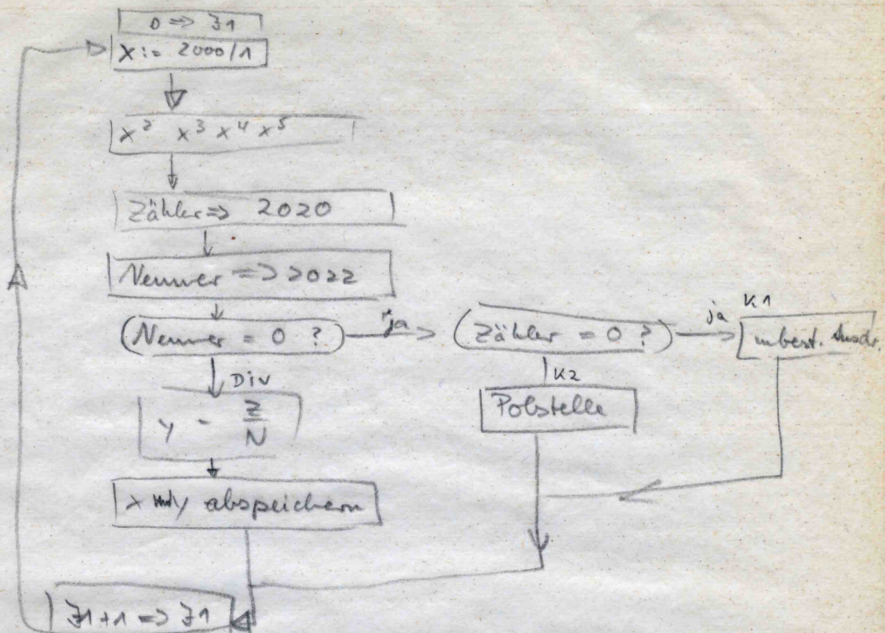 0 => Z1
x := 2000/1
x² x³ x⁴ x⁵
Zähler => 2020
Nenner => 2022
(Nenner = 0 ?) ja (Zähler = 0 ?) ja K1
unbest. Ausdr.
Div K2
y = Z/N Polstelle
x und y abspeichern
Z1+1 => Z1